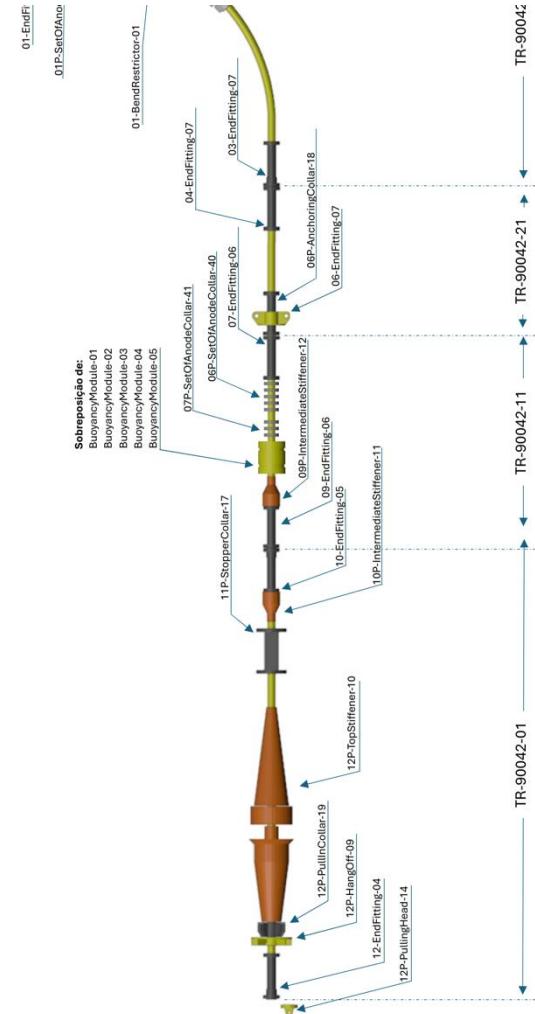 01-EndFi
01P-SetOfAno
01-BendRestrictor-01
03-EndFitting-07
04-EndFitting-07
06P-AnchoringCollar-18
06-EndFitting-07
07-EndFitting-06
06P-SetOfAnodeCollar-40
07P-SetOfAnodeCollar-41
Sobreposição de:
BuoyancyModule-01
BuoyancyModule-02
BuoyancyModule-03
BuoyancyModule-04
BuoyancyModule-05
09P-IntermediateStiffener-12
09-EndFitting-06
10-EndFitting-05
10P-IntermediateStiffener-11
11P-StopperCollar-17
12P-TopStiffener-10
12P-PullInCollar-19
12P-HangOff-09
12-EndFitting-04
12P-PullingHead-14
TR-90042
TR-90042-21
TR-90042-11
TR-90042-01